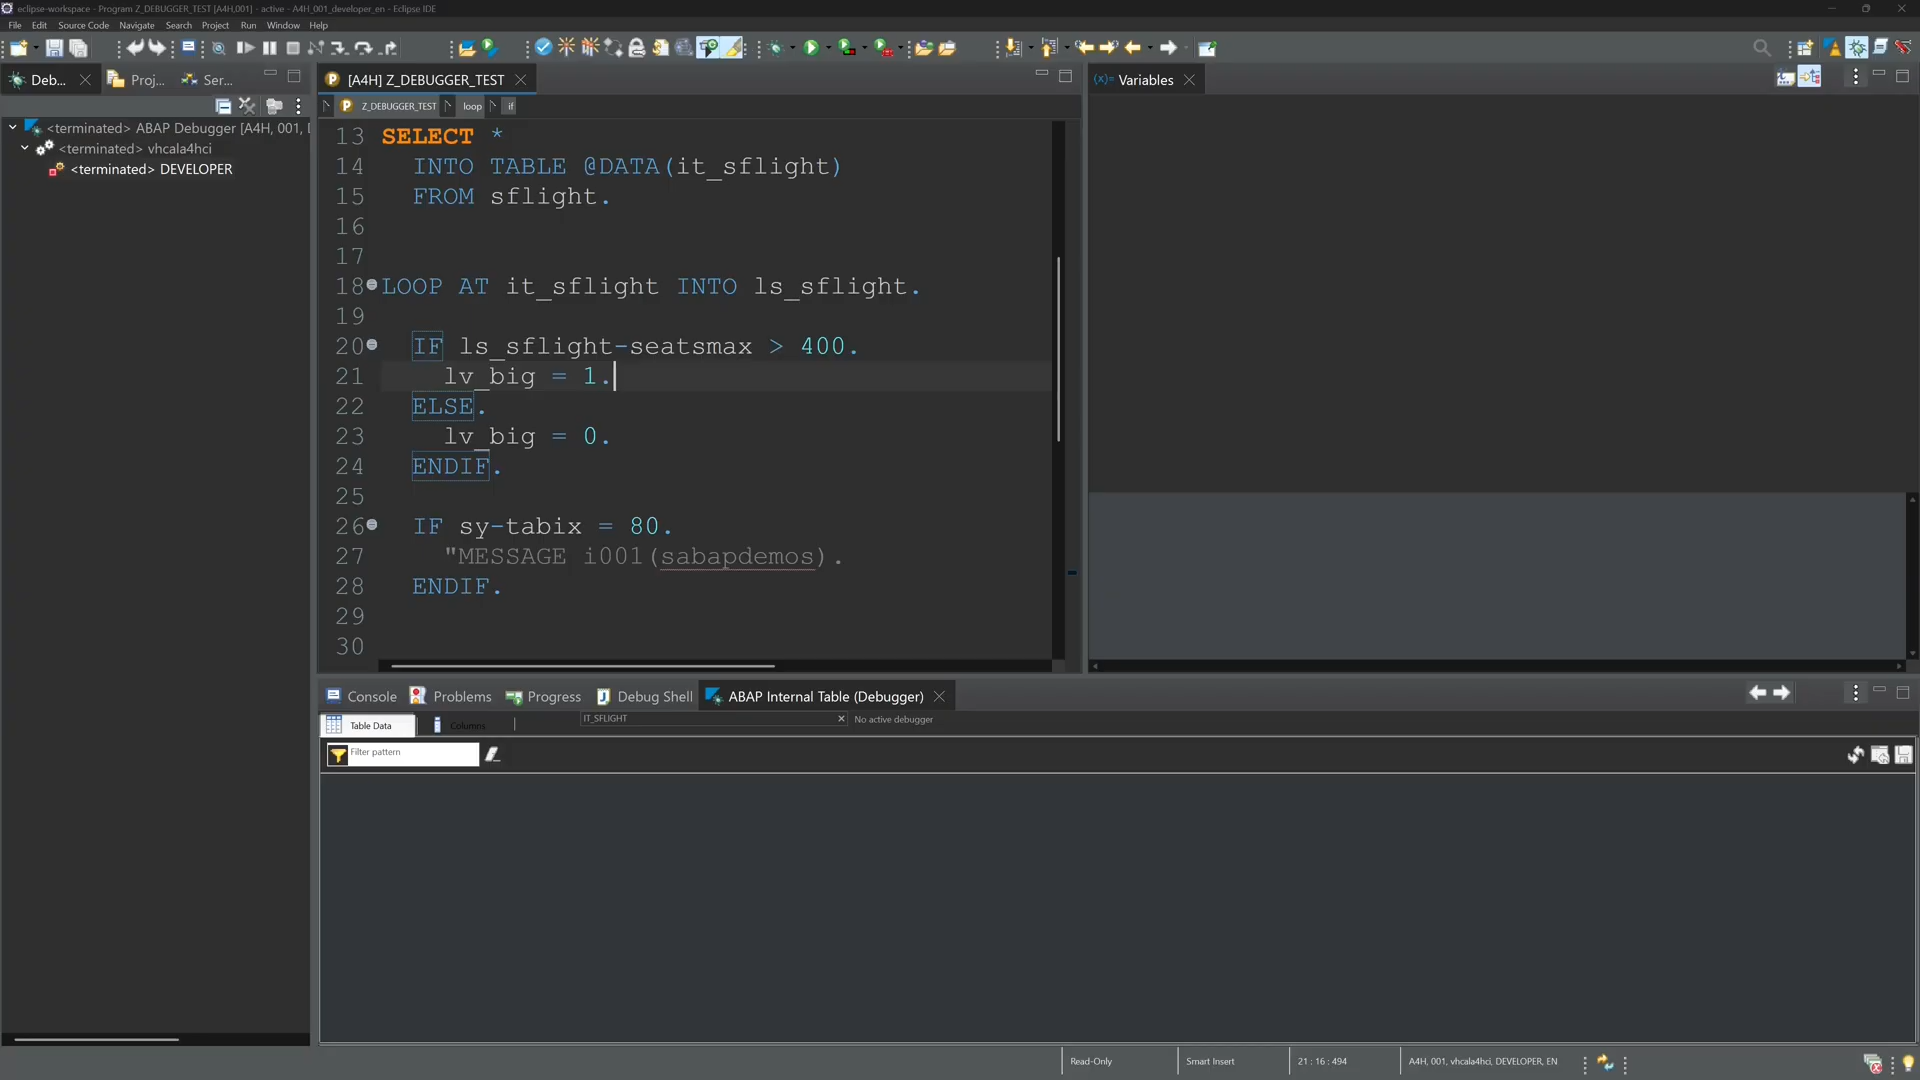 eclipse-workspace - Program Z_DEBUGGER_TEST [A4H,001] - active - A4H_001_developer_en - Eclipse IDE
File Edit Source Code Navigate Search Project Run Window Help
Deb... Proj... Ser...
<terminated> ABAP Debugger [A4H, 001,
<terminated> vhcala4hci
<terminated> DEVELOPER
[A4H] Z_DEBUGGER_TEST
Z_DEBUGGER_TEST loop if
13 SELECT *
14 INTO TABLE @DATA(it_sflight)
15 FROM sflight.
16
17
18 LOOP AT it_sflight INTO ls_sflight.
19
20 IF ls_sflight-seatsmax > 400.
21 lv_big = 1.
22 ELSE.
23 lv_big = 0.
24 ENDIF.
25
26 IF sy-tabix = 80.
27 "MESSAGE i001(sabapdemos).
28 ENDIF.
29
30
(x)= Variables
Console Problems Progress Debug Shell ABAP Internal Table (Debugger)
Table Data Columns IT_SFLIGHT No active debugger
Filter pattern
Read-Only Smart Insert 21 : 16 : 494 A4H, 001, vhcala4hci, DEVELOPER, EN